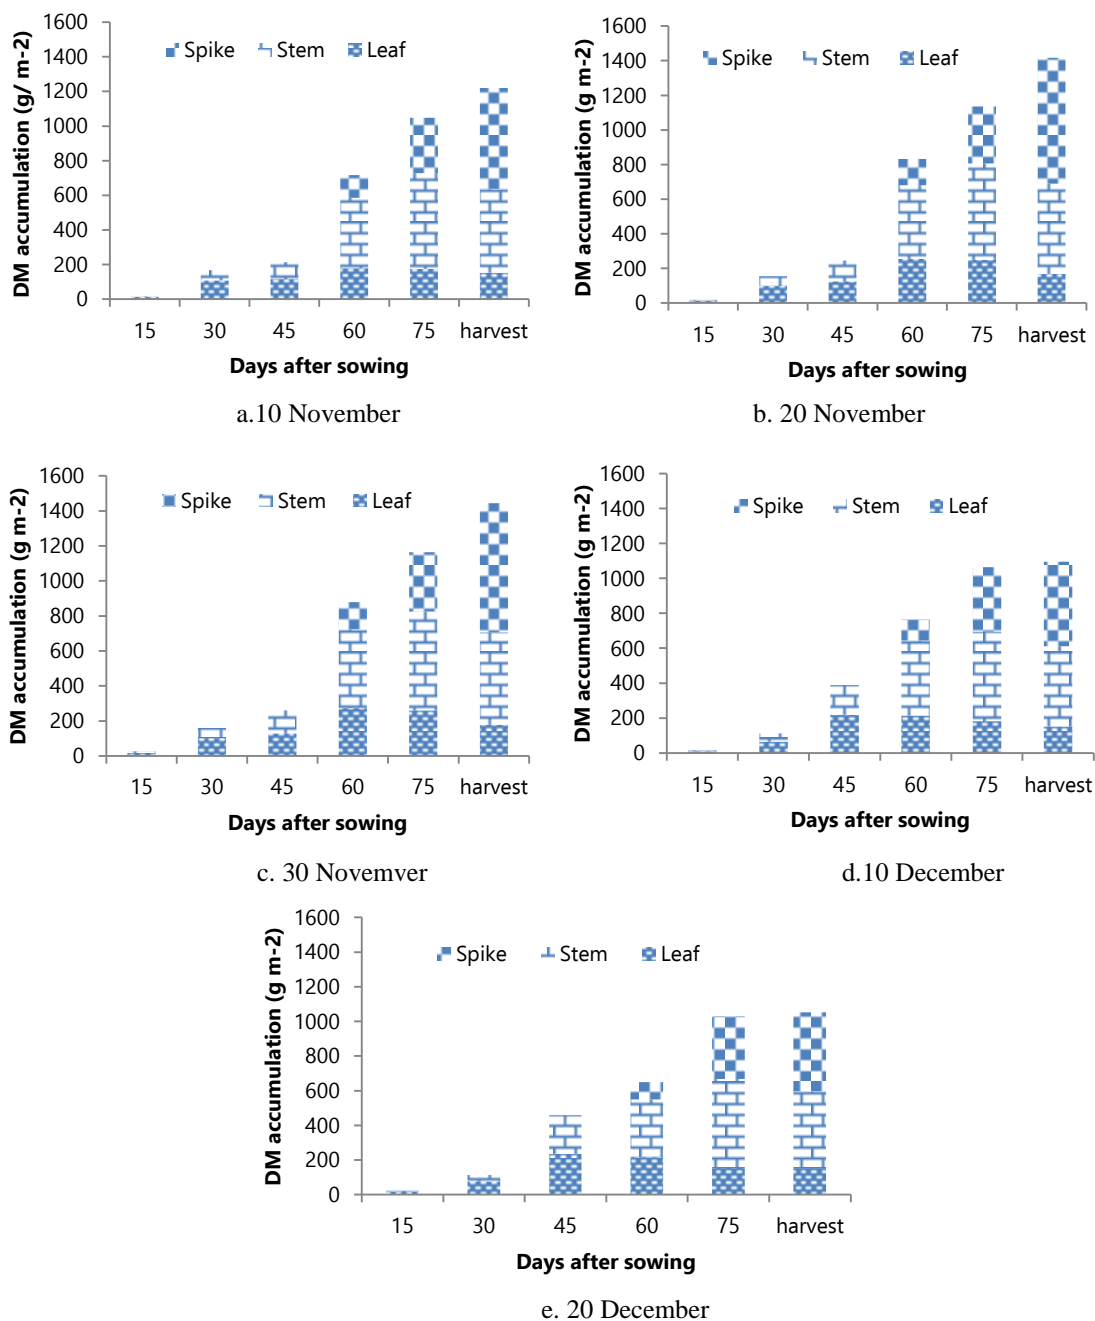 DM accumulation (g/ m-2)
1600
1400
1200
1000
800
600
400
200
0
Spike Stem Leaf
15 30 45 60 75 harvest
Days after sowing
a.10 November
DM accumulation (g m-2)
1600
1400
1200
1000
800
600
400
200
0
Spike Stem Leaf
15 30 45 60 75 harvest
Days after sowing
b. 20 November
DM accumulation (g m-2)
1600
1400
1200
1000
800
600
400
200
0
Spike Stem Leaf
15 30 45 60 75 harvest
Days after sowing
c. 30 Novemver
DM accumulation (g m-2)
1600
1400
1200
1000
800
600
400
200
0
Spike Stem Leaf
15 30 45 60 75 harvest
Days after sowing
d.10 December
DM accumulation (g m-2)
1600
1400
1200
1000
800
600
400
200
0
Spike Stem Leaf
15 30 45 60 75 harvest
Days after sowing
e. 20 December